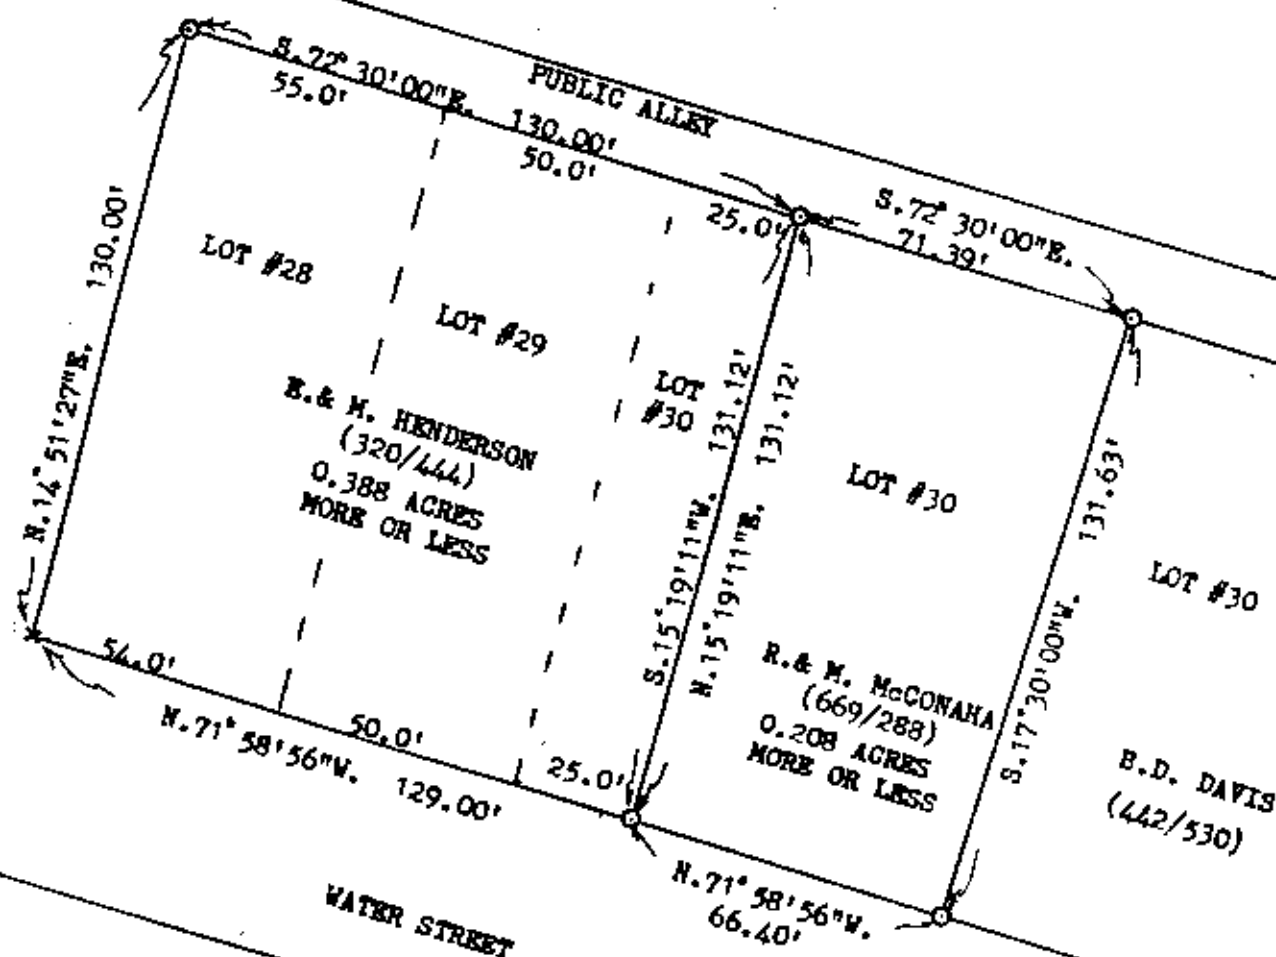 S.72°30'00"E. 130.00'
55.0'
50.0'
25.0'
PUBLIC ALLEY
S.72°30'00"E.
71.39'
N.14°51'27"E. 130.00'
LOT #28
LOT #29
LOT
#30
E.& M. HENDERSON
(320/444)
0.388 ACRES
MORE OR LESS
S.15°19'11"W. 131.12'
N.15°19'11"E. 131.12'
LOT #30
R.& M. McCONAHA
(669/288)
0.208 ACRES
MORE OR LESS
S.17°30'00"W. 131.63'
LOT #30
B.D. DAVIS
(442/530)
54.0'
50.0'
25.0'
N.71°58'56"W. 129.00'
N.71°58'56"W.
66.40'
WATER STREET